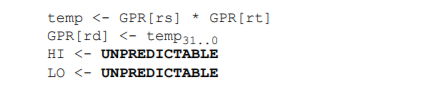 temp <- GPR[rs] * GPR[rt]
GPR[rd] <- temp31..0
HI <- UNPREDICTABLE
LO <- UNPREDICTABLE